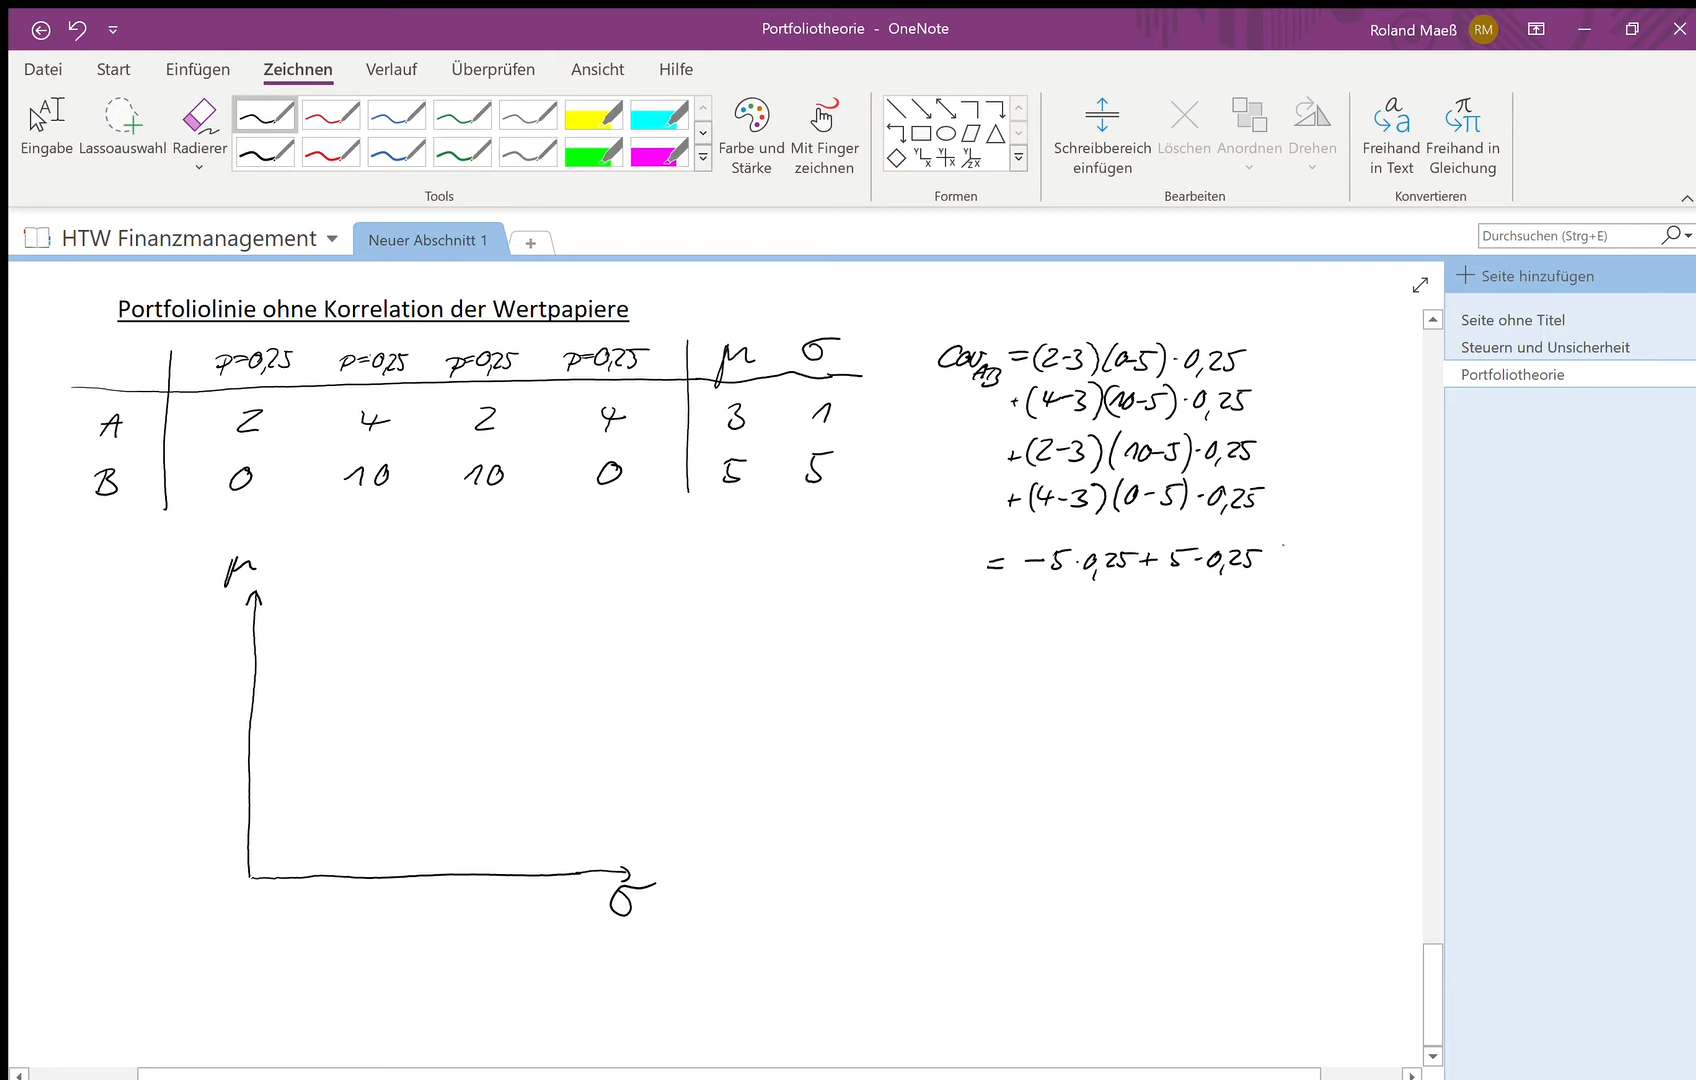 Portfoliotheorie - OneNote
Roland Maeß RM
Datei Start Einfügen Zeichnen Verlauf Überprüfen Ansicht Hilfe
Eingabe Lassoauswahl Radierer
Farbe und Stärke
Mit Finger zeichnen
Schreibbereich einfügen
Löschen Anordnen Drehen
Freihand in Text
Freihand in Gleichung
Tools Formen Bearbeiten Konvertieren
HTW Finanzmanagement Neuer Abschnitt 1 +
Durchsuchen (Strg+E)
Seite hinzufügen
Seite ohne Titel
Steuern und Unsicherheit
Portfoliotheorie
Portfoliolinie ohne Korrelation der Wertpapiere
p=0,25 p=0,25 p=0,25 p=0,25 μ σ
A 2 4 2 4 3 1
B 0 10 10 0 5 5
Cov_AB = (2-3)(0-5)·0,25
+(4-3)(10-5)·0,25
+(2-3)(10-5)·0,25
+(4-3)(0-5)·0,25
= -5·0,25+5·0,25
μ
σ